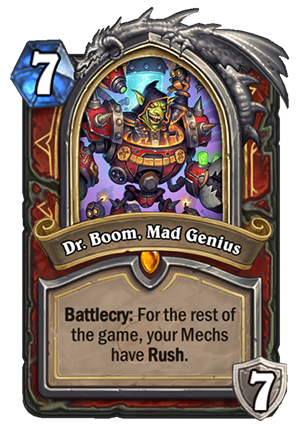 7
Dr. Boom, Mad Genius
Battlecry: For the rest of
the game, your Mechs
have Rush.
7